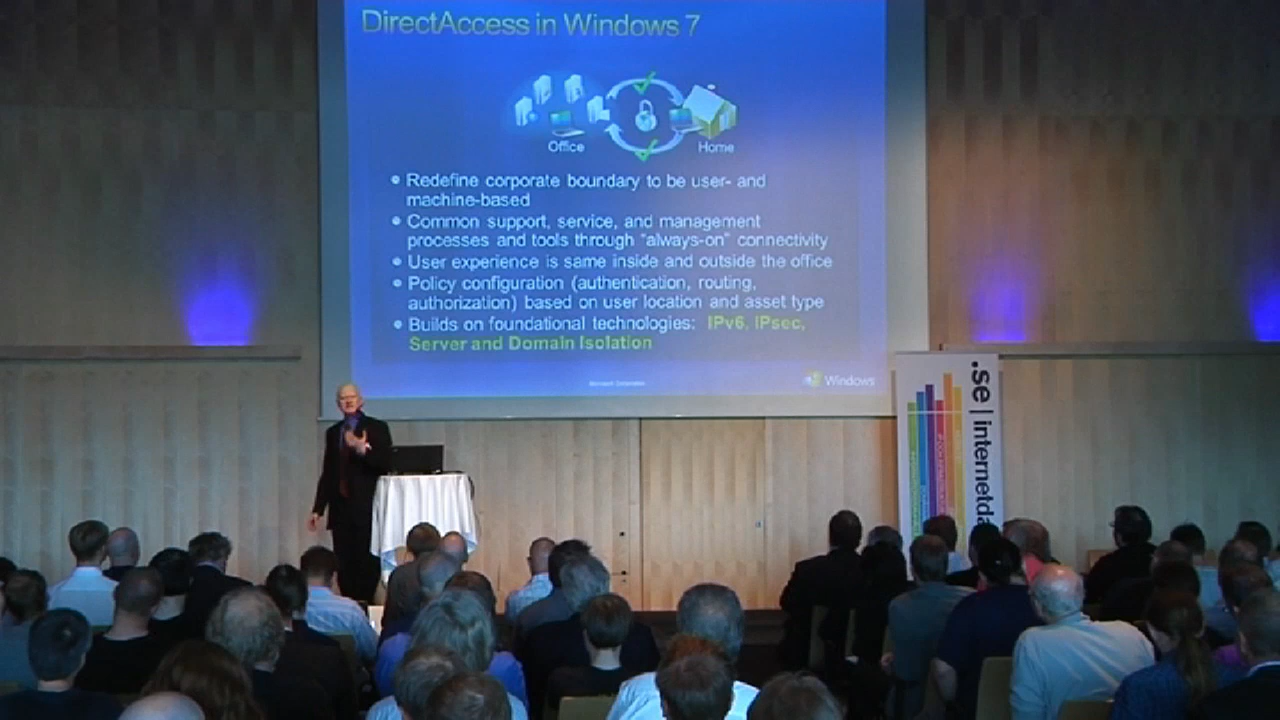 DirectAccess in Windows 7
Office
Home
Redefine corporate boundary to be user- and
machine-based
Common support, service, and management
processes and tools through "always-on" connectivity
User experience is same inside and outside the office
Policy configuration (authentication, routing,
authorization) based on user location and asset type
Builds on foundational technologies: IPv6, IPsec,
Server and Domain Isolation
Microsoft Corporation
Windows
.se | internetda